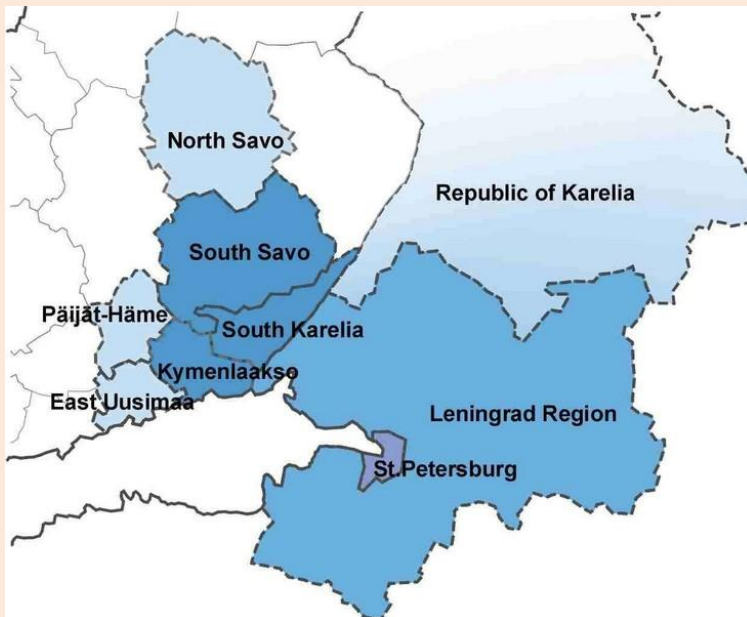 North Savo
Republic of Karelia
South Savo
Päijät-Häme
South Karelia
Kymenlaakso
East Uusimaa
Leningrad Region
St.Petersburg